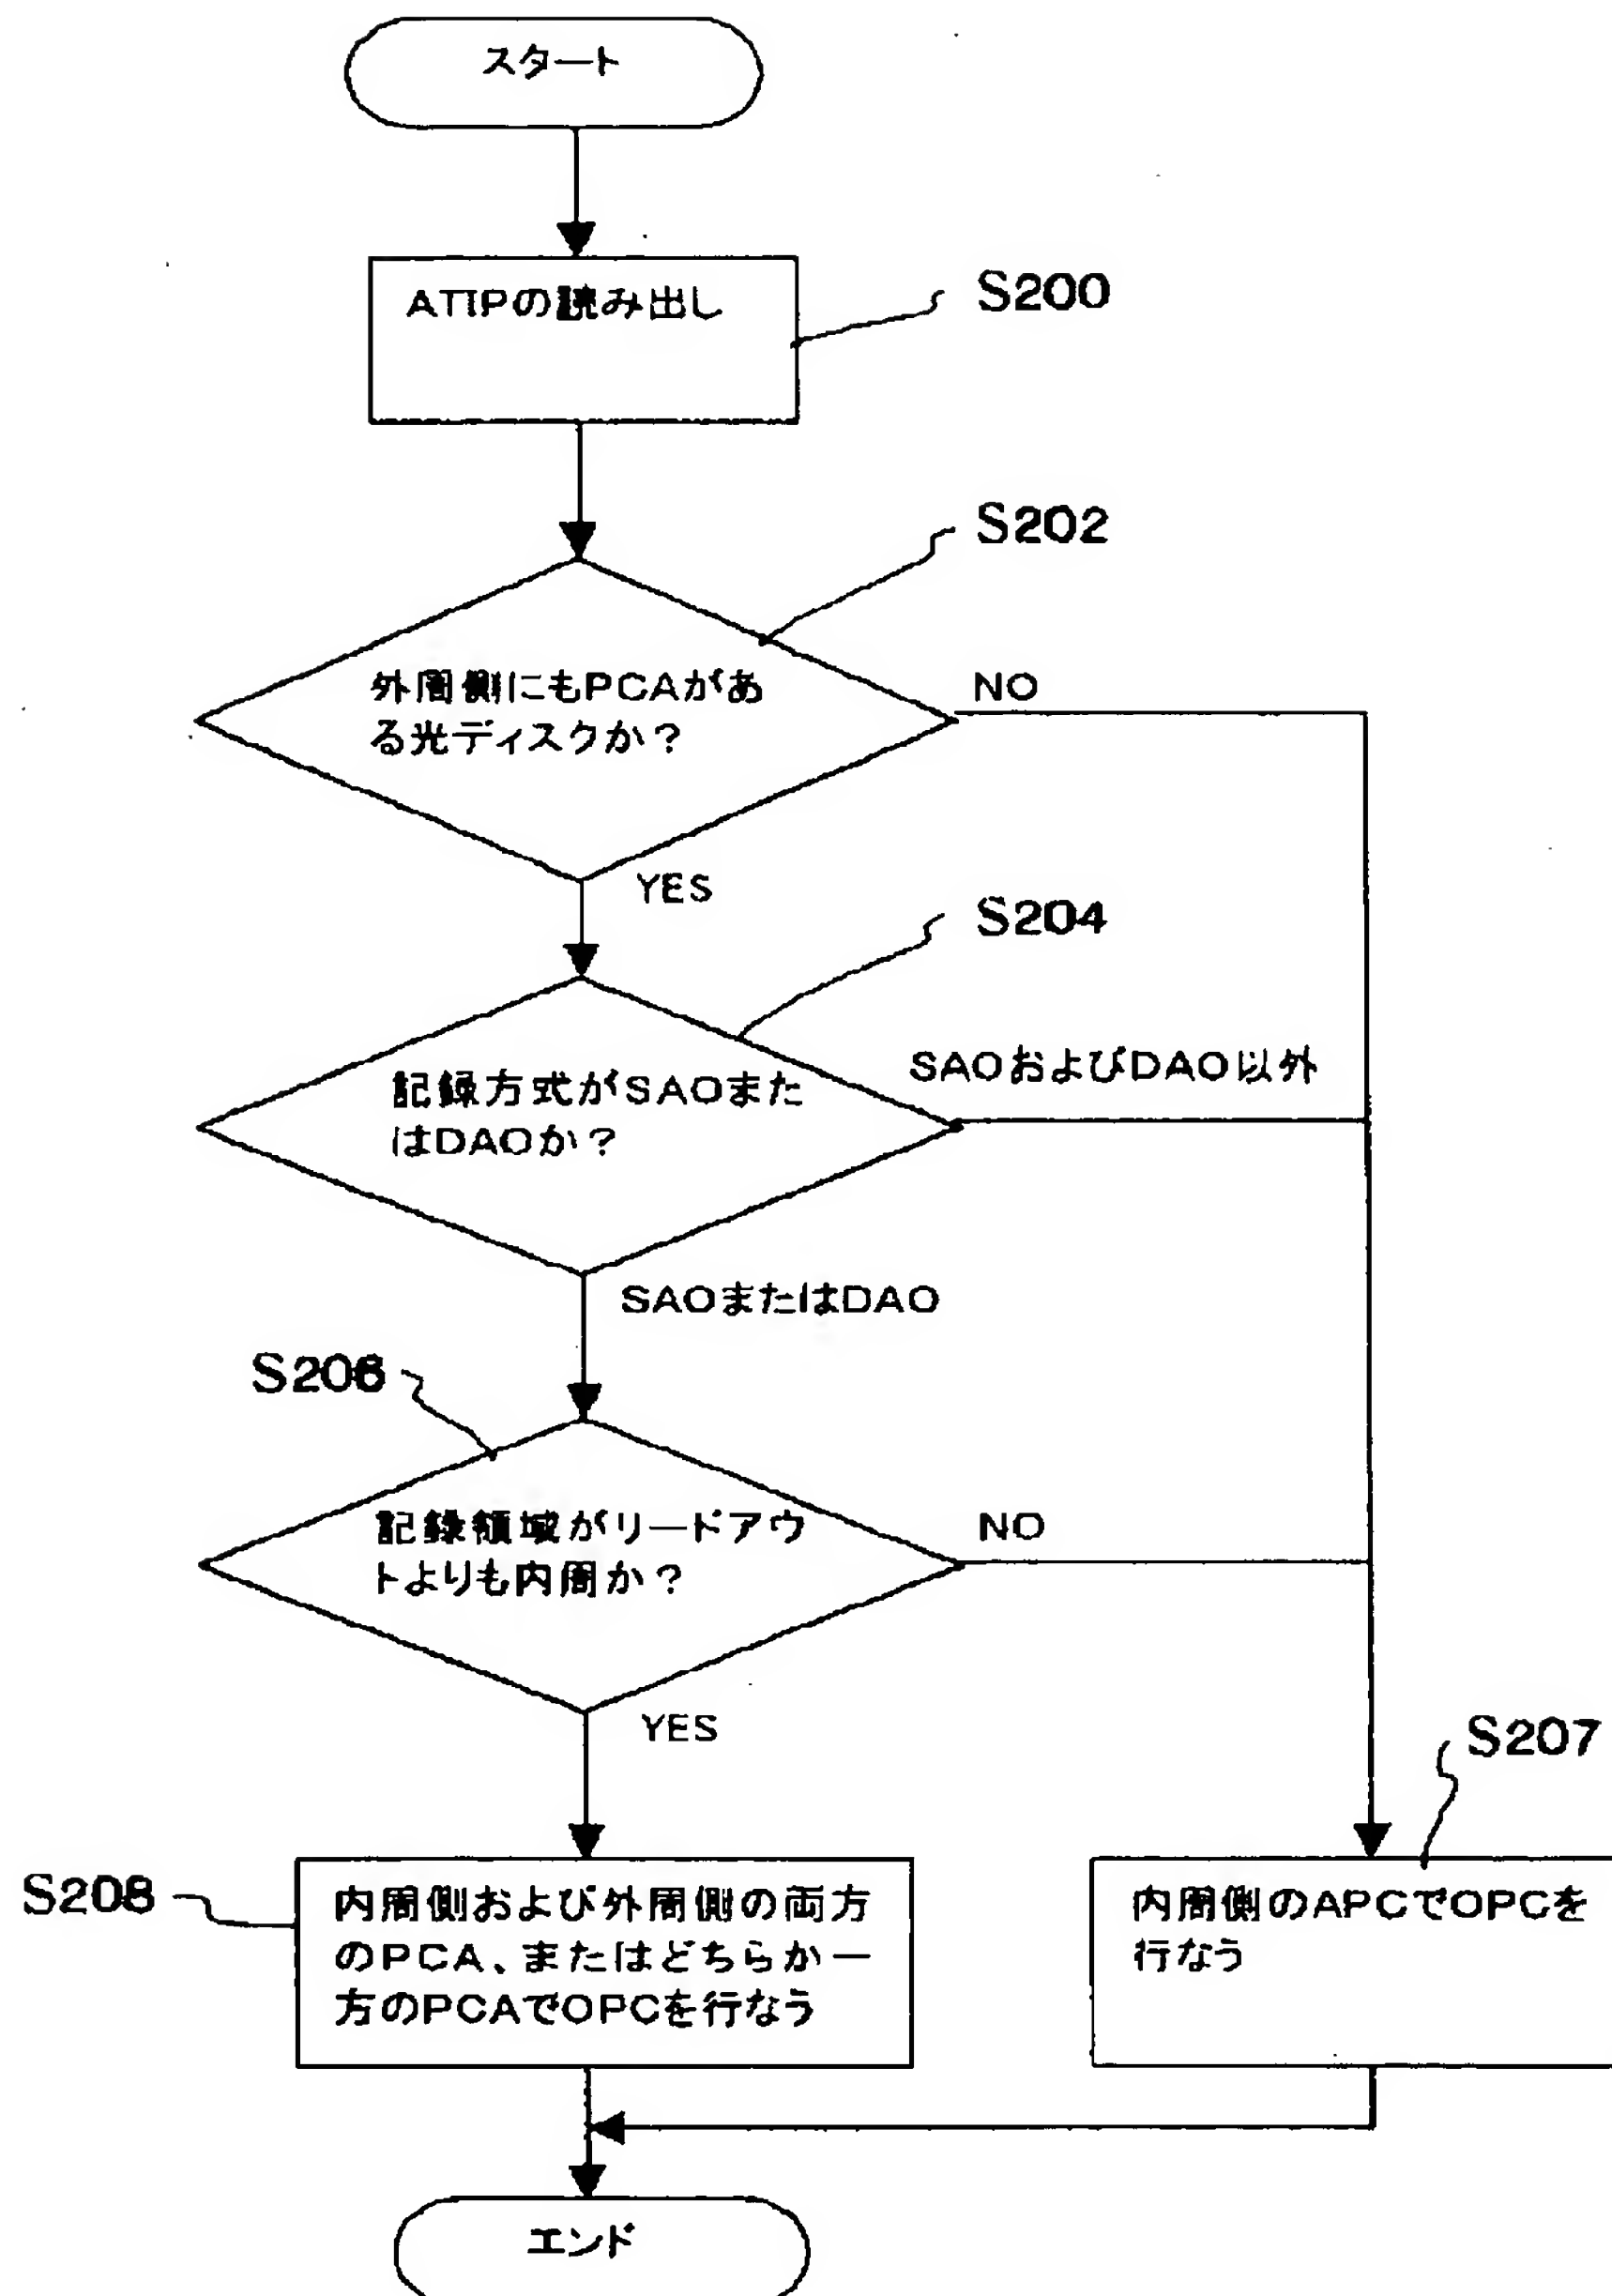 スタート
ATIPの読み出し
S200
S202
外周側にもPCAがあ
る光ディスクか？
NO
YES
S204
記録方式がSAOまた
はDAOか？
SAOおよびDAO以外
SAOまたはDAO
S206
記録領域がリードアウ
トよりも内周か？
NO
YES
S207
S208
内周側および外周側の両方
のPCA、またはどちらか一
方のPCAでOPCを行なう
内周側のAPCでOPCを
行なう
エンド